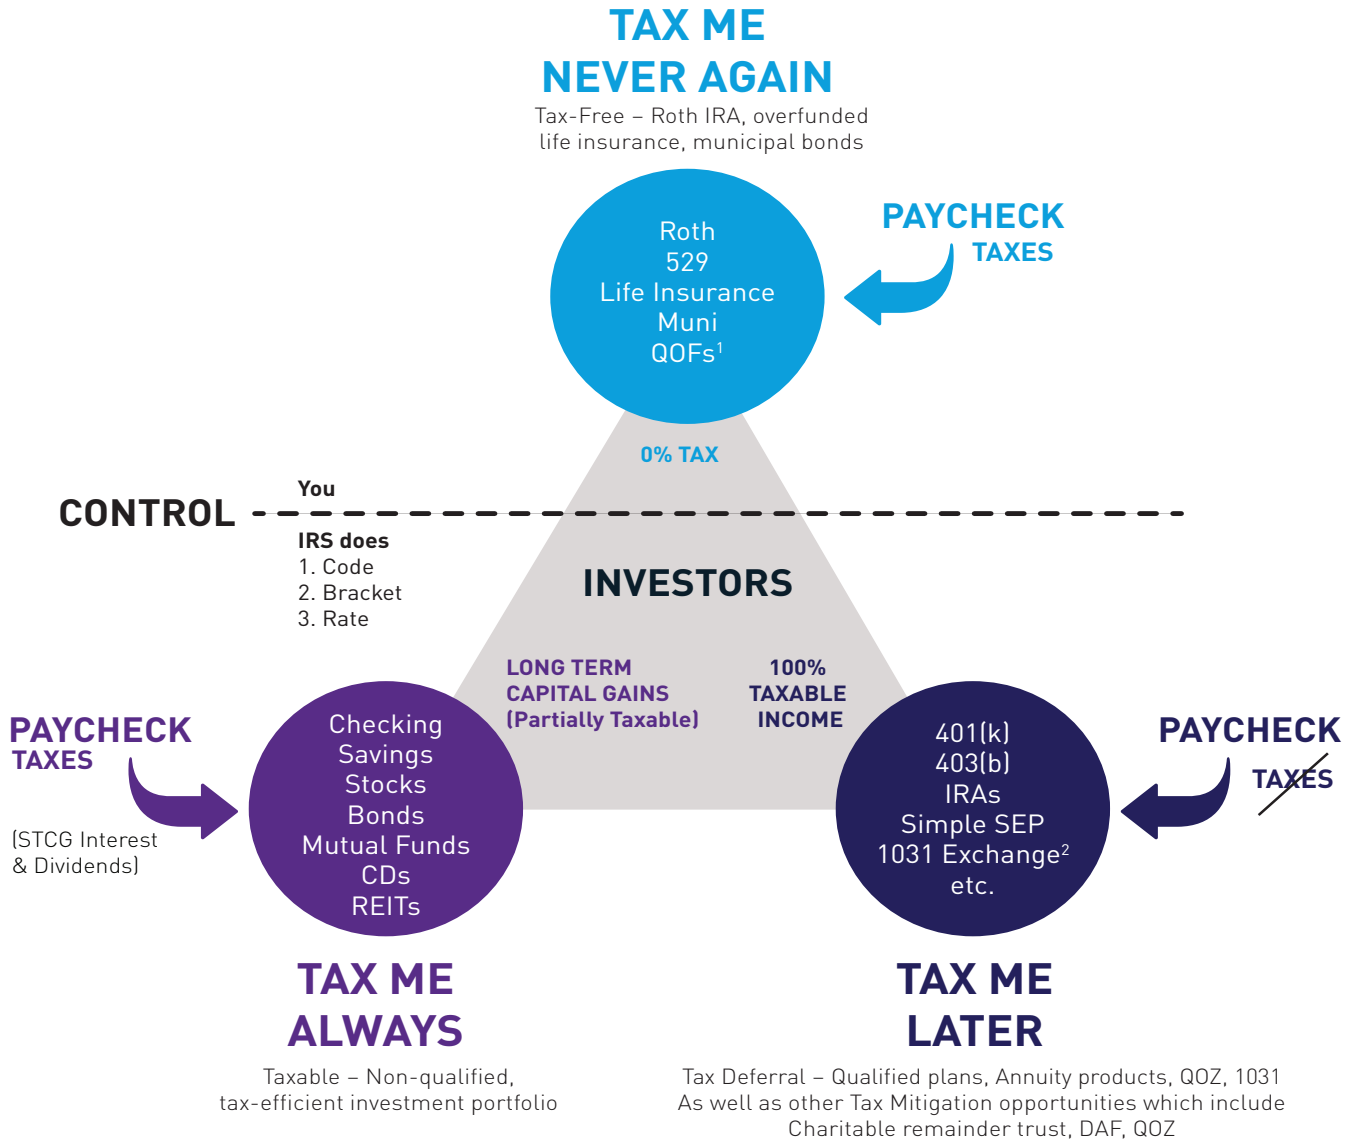 TAX ME
NEVER AGAIN
Tax-Free – Roth IRA, overfunded
life insurance, municipal bonds
Roth
529
Life Insurance
Muni
QOFs¹
PAYCHECK
TAXES
0% TAX
CONTROL
You
IRS does
1. Code
2. Bracket
3. Rate
INVESTORS
LONG TERM
CAPITAL GAINS
(Partially Taxable)
100%
TAXABLE
INCOME
PAYCHECK
TAXES
(STCG Interest
& Dividends)
Checking
Savings
Stocks
Bonds
Mutual Funds
CDs
REITs
401(k)
403(b)
IRAs
Simple SEP
1031 Exchange²
etc.
PAYCHECK
TAXES
TAX ME
ALWAYS
Taxable – Non-qualified,
tax-efficient investment portfolio
TAX ME
LATER
Tax Deferral – Qualified plans, Annuity products, QOZ, 1031
As well as other Tax Mitigation opportunities which include
Charitable remainder trust, DAF, QOZ